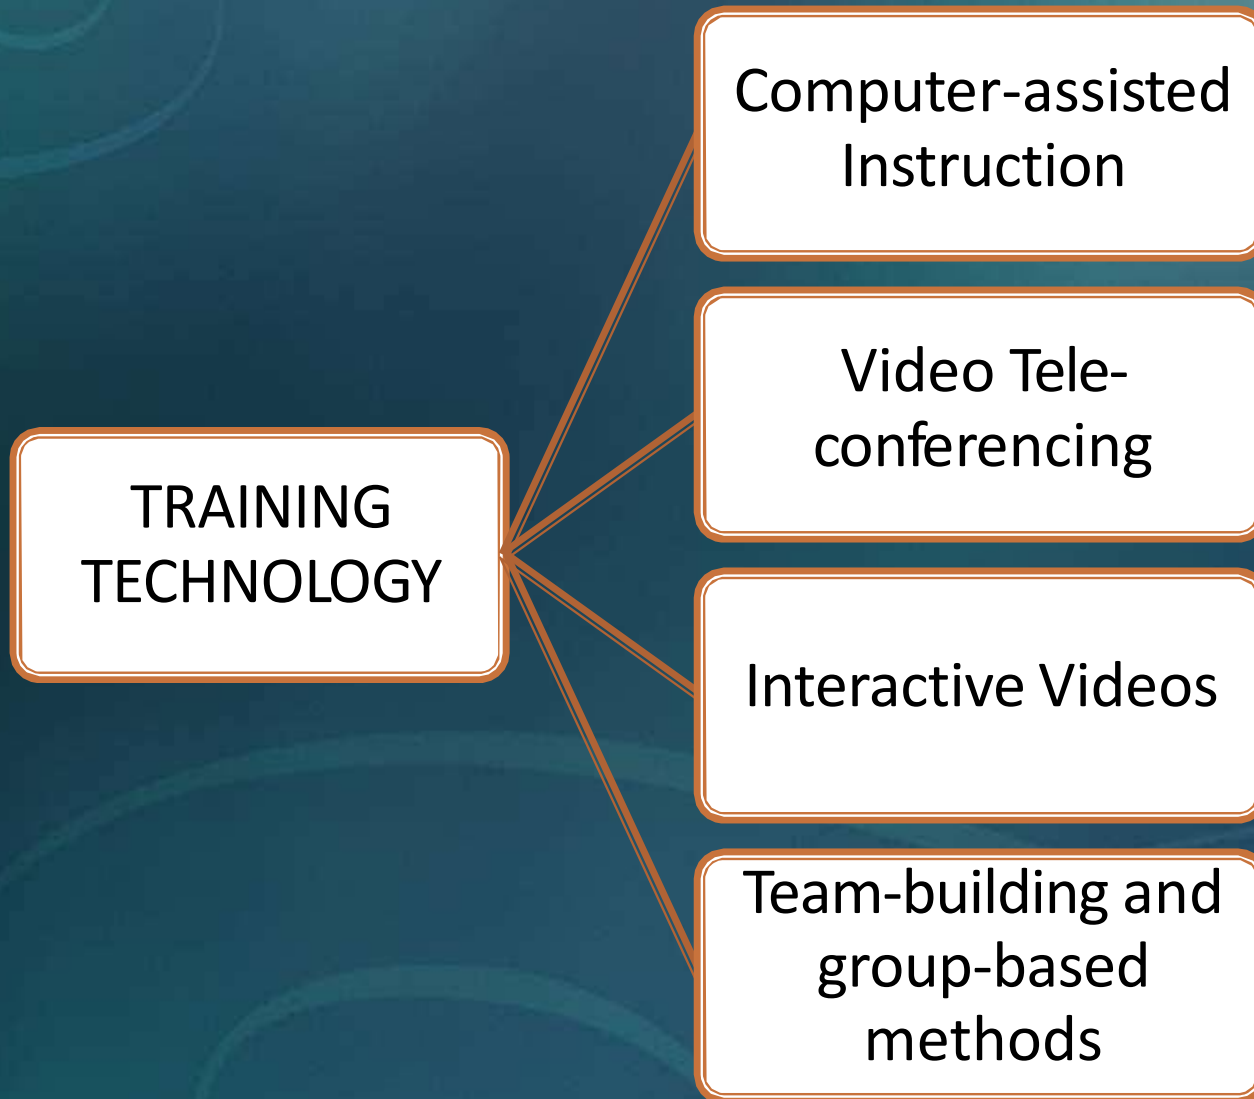 Computer-assisted
Instruction
Video Tele-
conferencing
TRAINING
TECHNOLOGY
Interactive Videos
Team-building and
group-based
methods